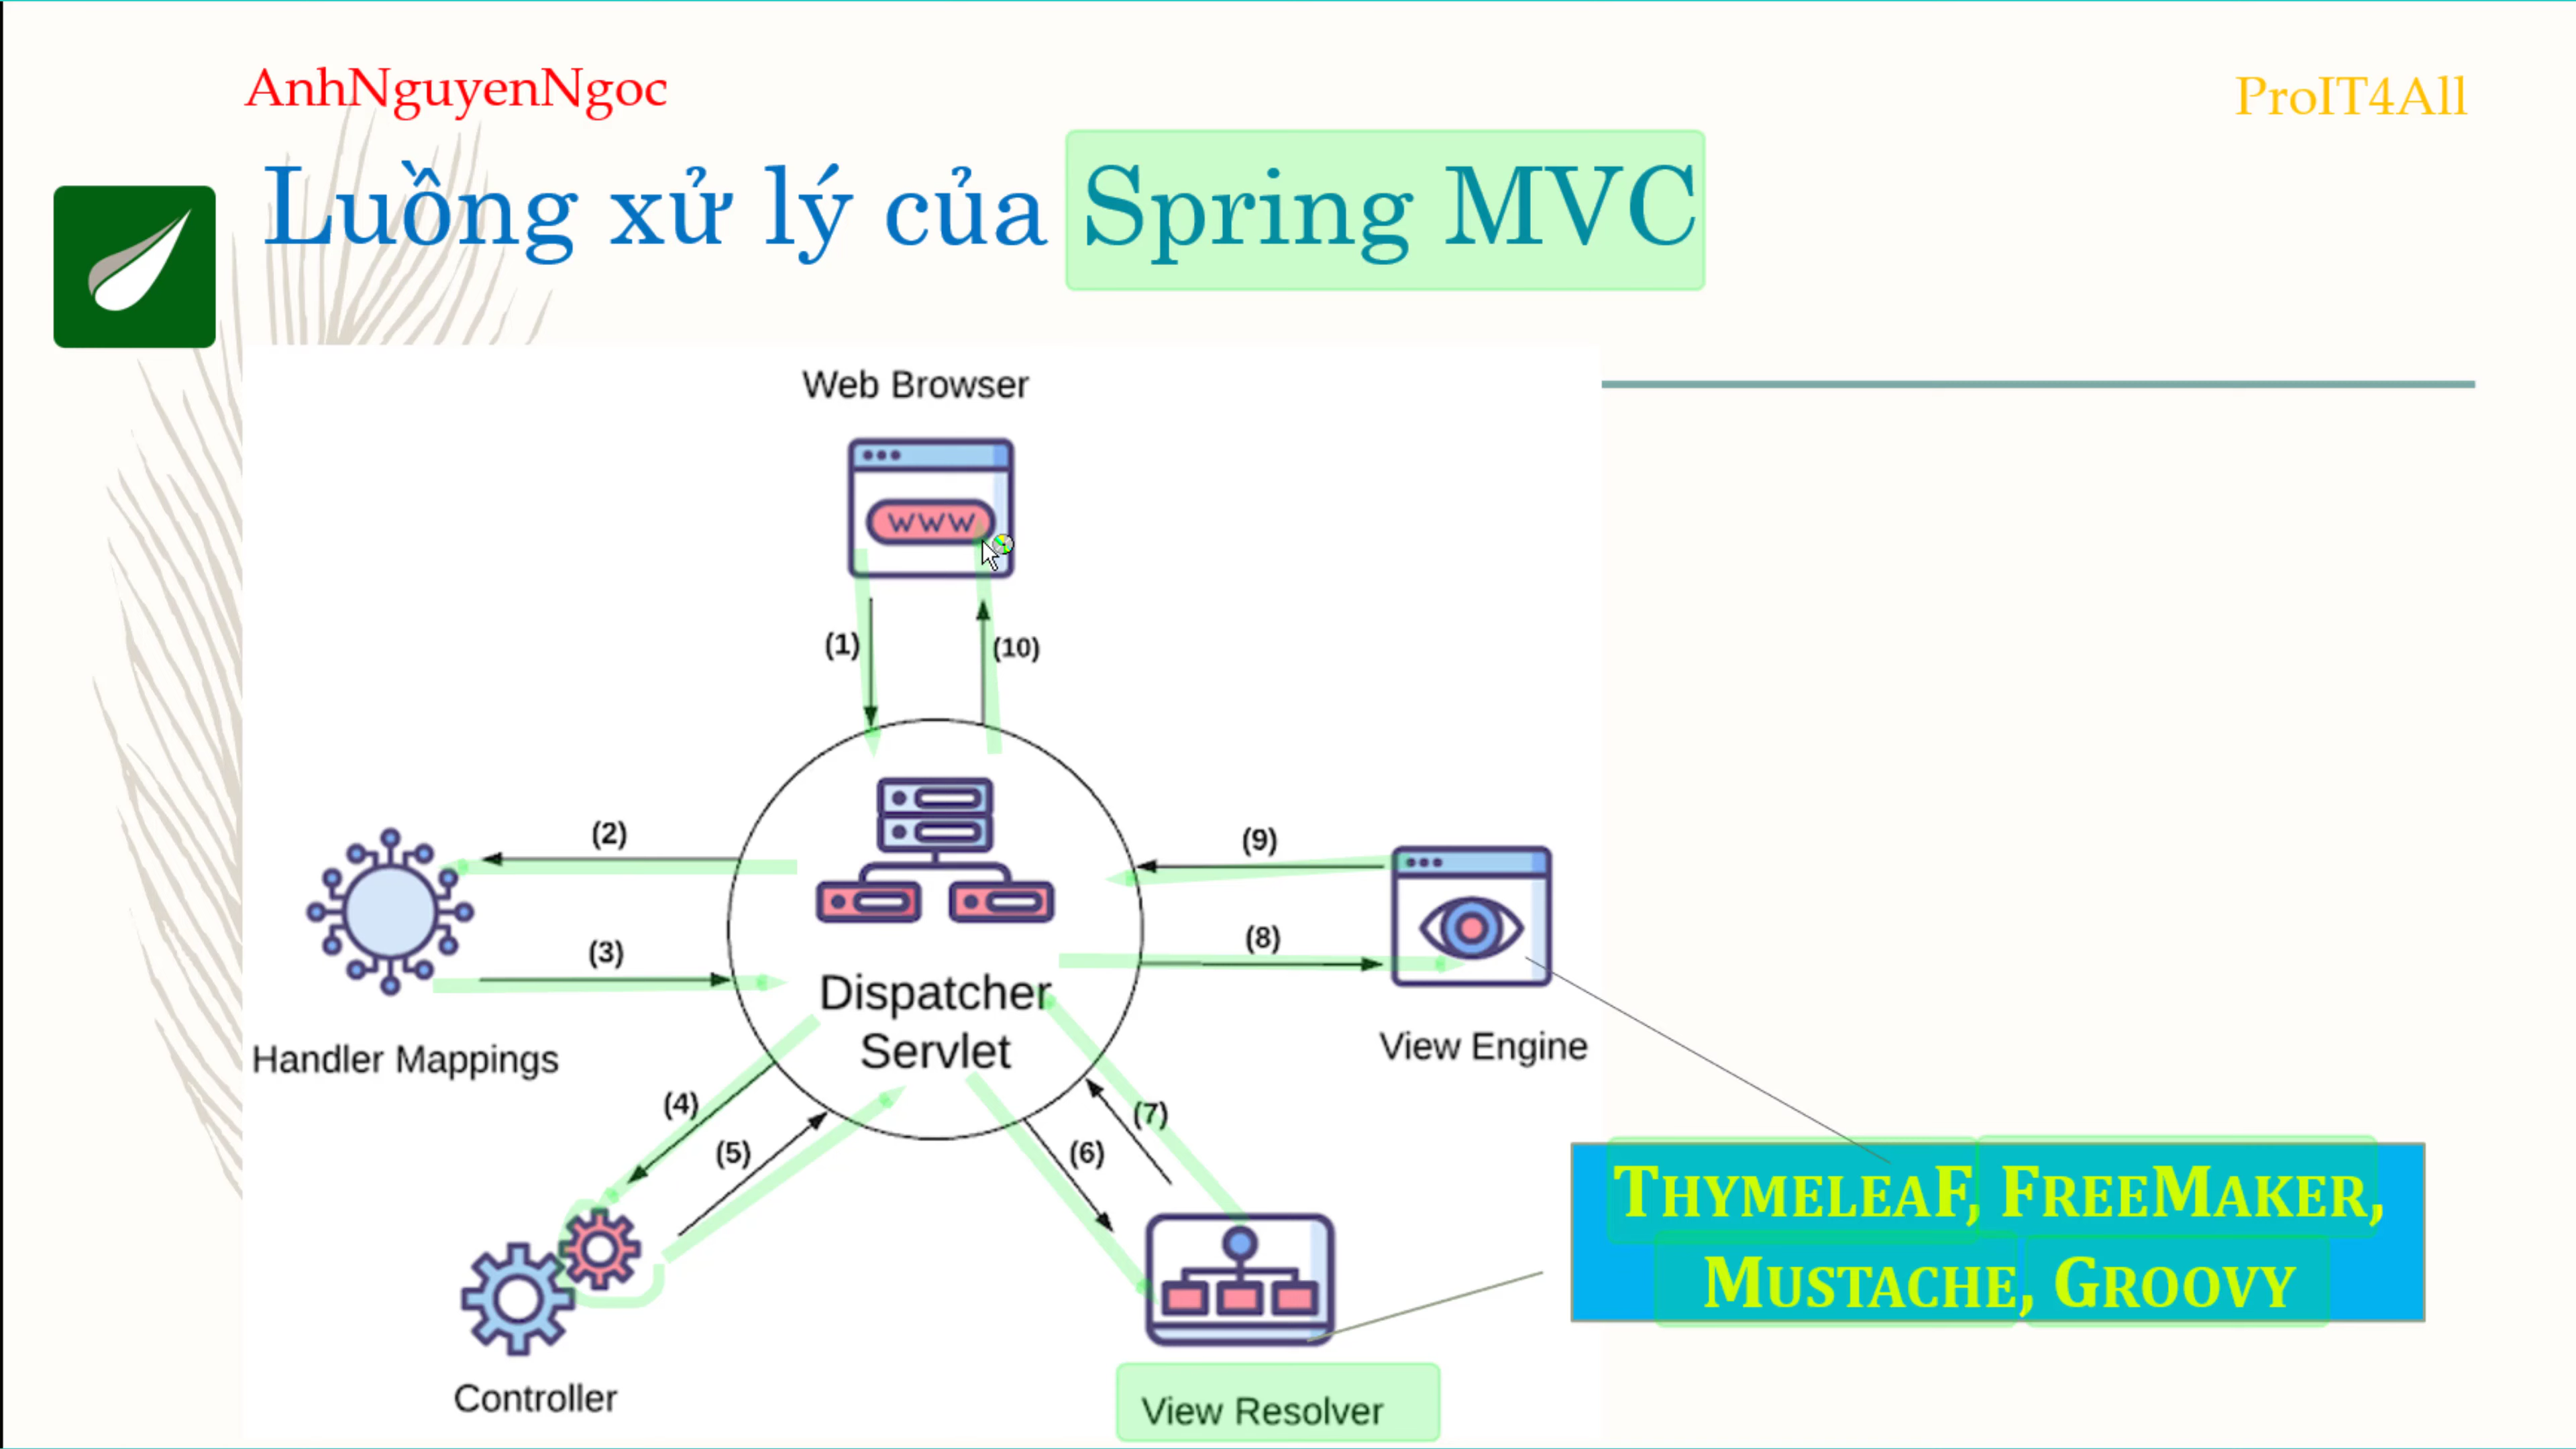 AnhNguyenNgoc
ProIT4All
Luồng xử lý của Spring MVC
Web Browser
WWW
(1)
(10)
(2)
(9)
(3)
(8)
Dispatcher
Servlet
Handler Mappings
View Engine
(4)
(7)
(5)
(6)
THYMELEAF, FREEMAKER,
MUSTACHE, GROOVY
Controller
View Resolver